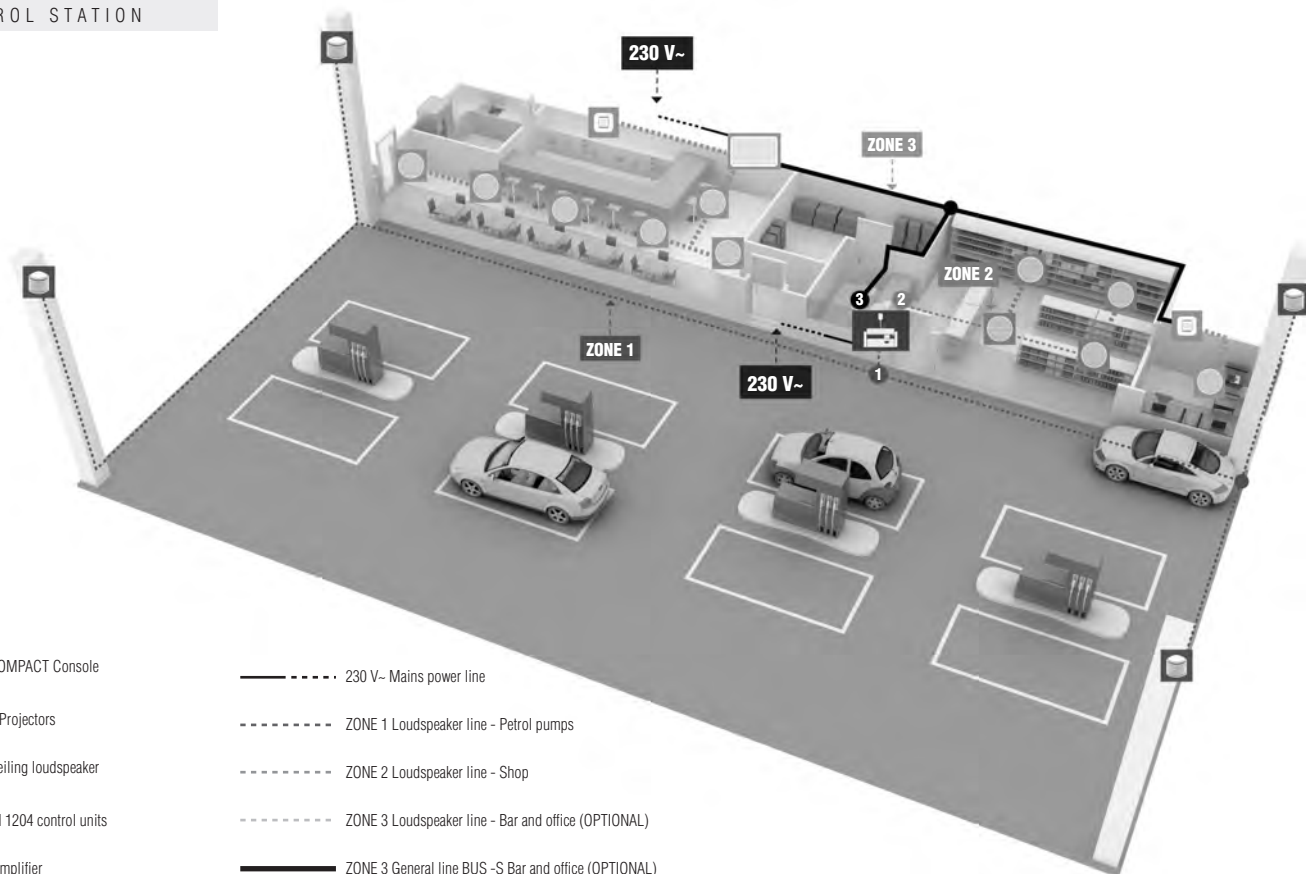 ROL STATION
230 V~
ZONE 3
ZONE 2
3
2
ZONE 1
230 V~
1
OMPACT Console
Projectors
eiling loudspeaker
1204 control units
mplifier
230 V~ Mains power line
ZONE 1 Loudspeaker line - Petrol pumps
ZONE 2 Loudspeaker line - Shop
ZONE 3 Loudspeaker line - Bar and office (OPTIONAL)
ZONE 3 General line BUS -S Bar and office (OPTIONAL)